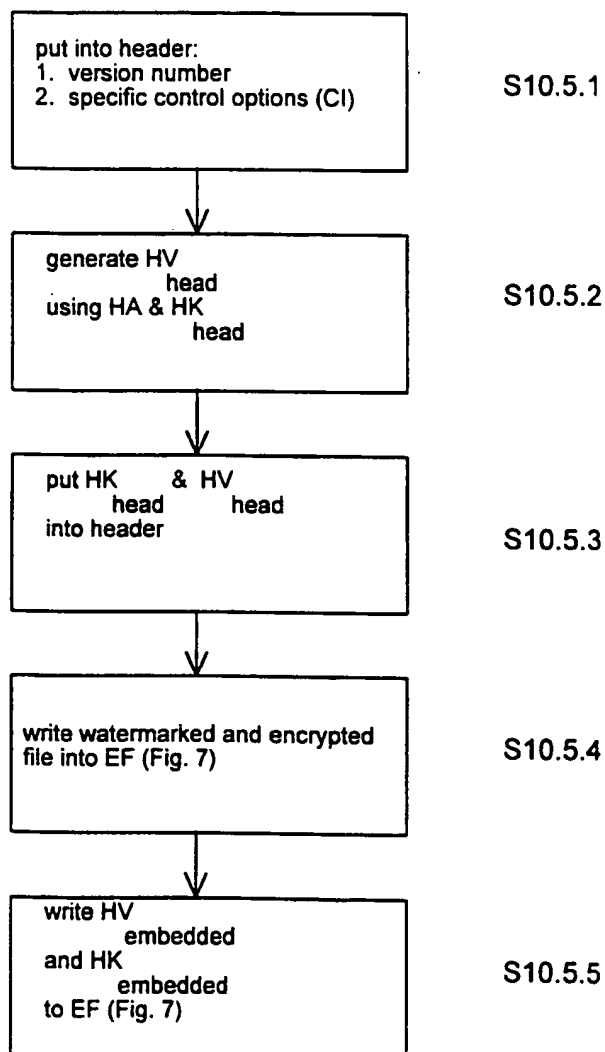 put into header:
1. version number
2. specific control options (CI)
S10.5.1
generate HV
head
using HA & HK
head
S10.5.2
put HK & HV
head head
into header
S10.5.3
write watermarked and encrypted
file into EF (Fig. 7)
S10.5.4
write HV
embedded
and HK
embedded
to EF (Fig. 7)
S10.5.5